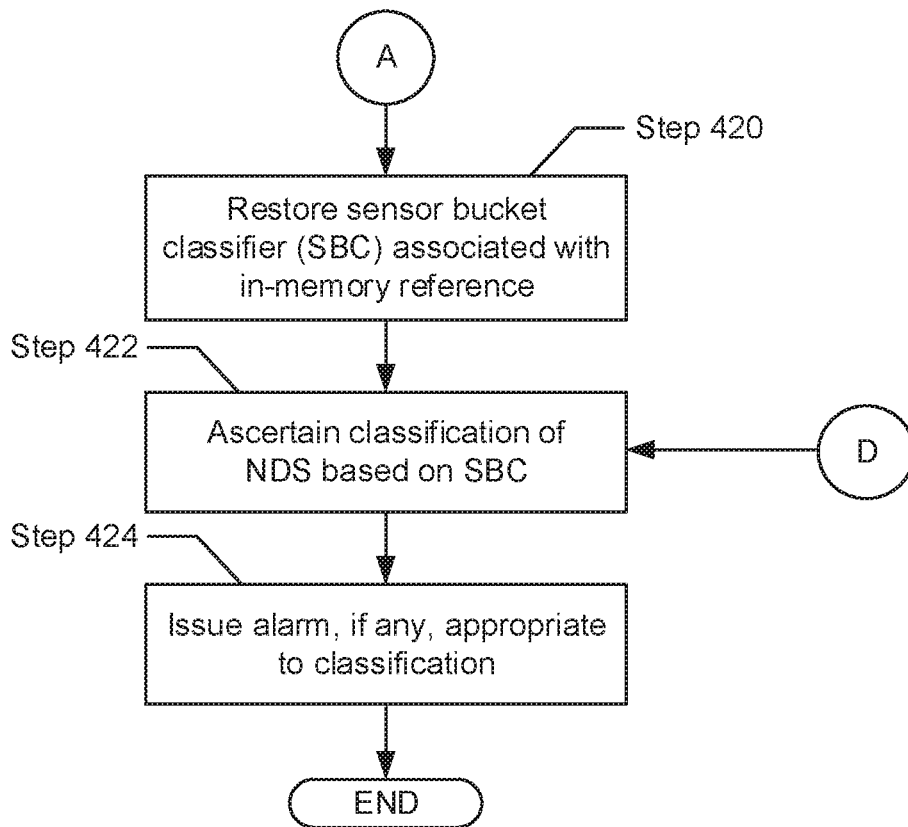 A
Step 420
Restore sensor bucket
classifier (SBC) associated with
in-memory reference
Step 422
Ascertain classification of
NDS based on SBC
D
Step 424
Issue alarm, if any, appropriate
to classification
END